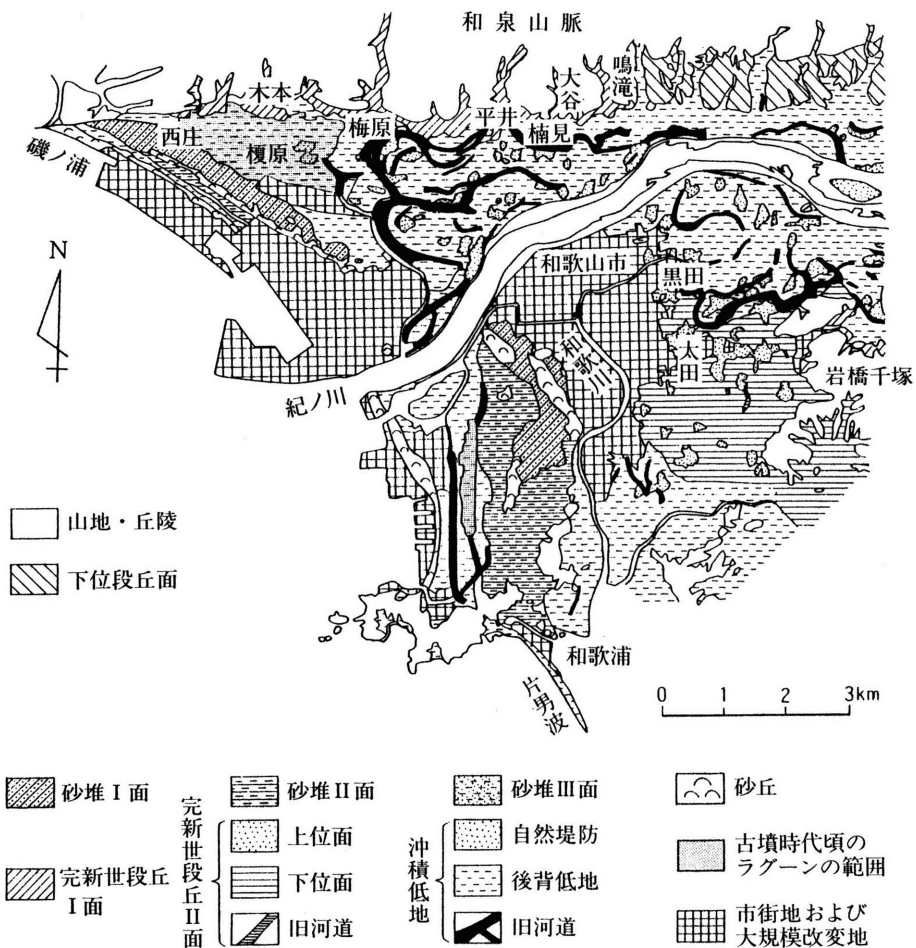 和泉山脈
鳴滝
大谷
木本
平井
楠見
梅原
西庄
榎原
磯ノ浦
N
和歌山市
黒田
和歌川
太田
岩橋千塚
紀ノ川
山地・丘陵
下位段丘面
和歌浦
片男波
0 1 2 3km
砂堆Ⅰ面
完新世段丘Ⅰ面
完新世段丘Ⅱ面
砂堆Ⅱ面
上位面
下位面
旧河道
沖積低地
砂堆Ⅲ面
自然堤防
後背低地
旧河道
砂丘
古墳時代頃の
ラグーンの範囲
市街地および
大規模改変地